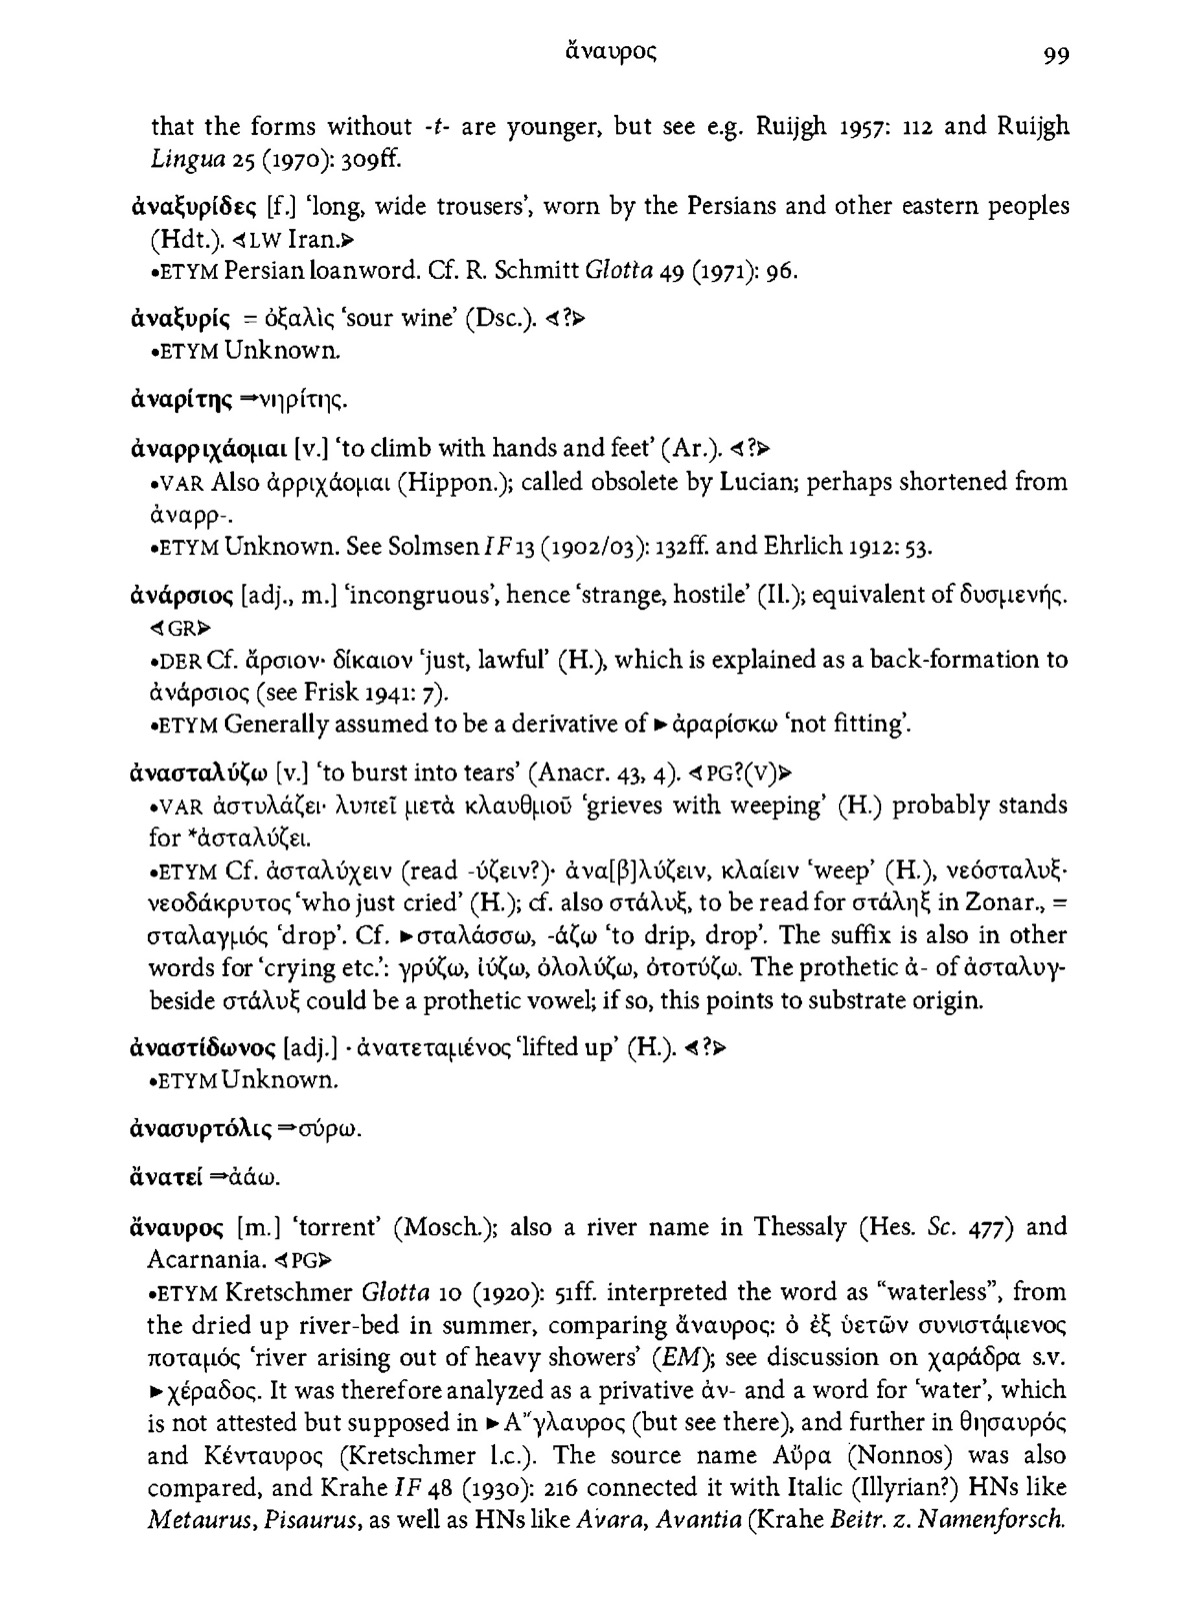 ἄναυρος 99
that the forms without -t- are younger, but see e.g. Ruijgh 1957: 112 and Ruijgh
Lingua 25 (1970): 309ff.
ἀναξυρίδες [f.] ‘long, wide trousers’, worn by the Persians and other eastern peoples
(Hdt.). ⋖LW Iran.⋗
•ETYM Persian loanword. Cf. R. Schmitt Glotta 49 (1971): 96.
ἀναξυρίς = ὀξαλὶς ‘sour wine’ (Dsc.). ⋖?⋗
•ETYM Unknown.
ἀναρίτης ⇒νηρίτης.
ἀναρριχάομαι [v.] ‘to climb with hands and feet’ (Ar.). ⋖?⋗
•VAR Also ἀρριχάομαι (Hippon.); called obsolete by Lucian; perhaps shortened from
ἀναρρ-.
•ETYM Unknown. See Solmsen IF 13 (1902/03): 132ff. and Ehrlich 1912: 53.
ἀνάρσιος [adj., m.] ‘incongruous’, hence ‘strange, hostile’ (Il.); equivalent of δυσμενής.
⋖GR⋗
•DER Cf. ἄρσιον· δίκαιον ‘just, lawful’ (H.), which is explained as a back-formation to
ἀνάρσιος (see Frisk 1941: 7).
•ETYM Generally assumed to be a derivative of ►ἀραρίσκω ‘not fitting’.
ἀνασταλύζω [v.] ‘to burst into tears’ (Anacr. 43, 4). ⋖PG?(V)⋗
•VAR ἀστυλάζει· λυπεῖ μετὰ κλαυθμοῦ ‘grieves with weeping’ (H.) probably stands
for *ἀσταλύζει.
•ETYM Cf. ἀσταλύχειν (read -ύζειν?)· ἀνα[β]λύζειν, κλαίειν ‘weep’ (H.), νεόσταλυξ·
νεοδάκρυτος ‘who just cried’ (H.); cf. also στάλυξ, to be read for στάληξ in Zonar., =
σταλαγμός ‘drop’. Cf. ►σταλάσσω, -άζω ‘to drip, drop’. The suffix is also in other
words for ‘crying etc.’: γρύζω, ἰύζω, ὀλολύζω, ὀτοτύζω. The prothetic ἀ- of ἀσταλυγ-
beside στάλυξ could be a prothetic vowel; if so, this points to substrate origin.
ἀναστίδωνος [adj.] · ἀνατεταμένος ‘lifted up’ (H.). ⋖?⋗
•ETYM Unknown.
ἀνασυρτόλις ⇒σύρω.
ἄνατεί ⇒ἀάω.
ἄναυρος [m.] ‘torrent’ (Mosch.); also a river name in Thessaly (Hes. Sc. 477) and
Acarnania. ⋖PG⋗
•ETYM Kretschmer Glotta 10 (1920): 51ff. interpreted the word as “waterless”, from
the dried up river-bed in summer, comparing ἄναυρος: ὁ ἐξ ὑετῶν συνιστάμενος
ποταμός ‘river arising out of heavy showers’ (EM); see discussion on χαράδρα s.v.
►χέραδος. It was therefore analyzed as a privative ἀν- and a word for ‘water’, which
is not attested but supposed in ►Α῎γλαυρος (but see there), and further in θησαυρός
and Κένταυρος (Kretschmer l.c.). The source name Αὔρα (Nonnos) was also
compared, and Krahe IF 48 (1930): 216 connected it with Italic (Illyrian?) HNs like
Metaurus, Pisaurus, as well as HNs like Avara, Avantia (Krahe Beitr. z. Namenforsch.